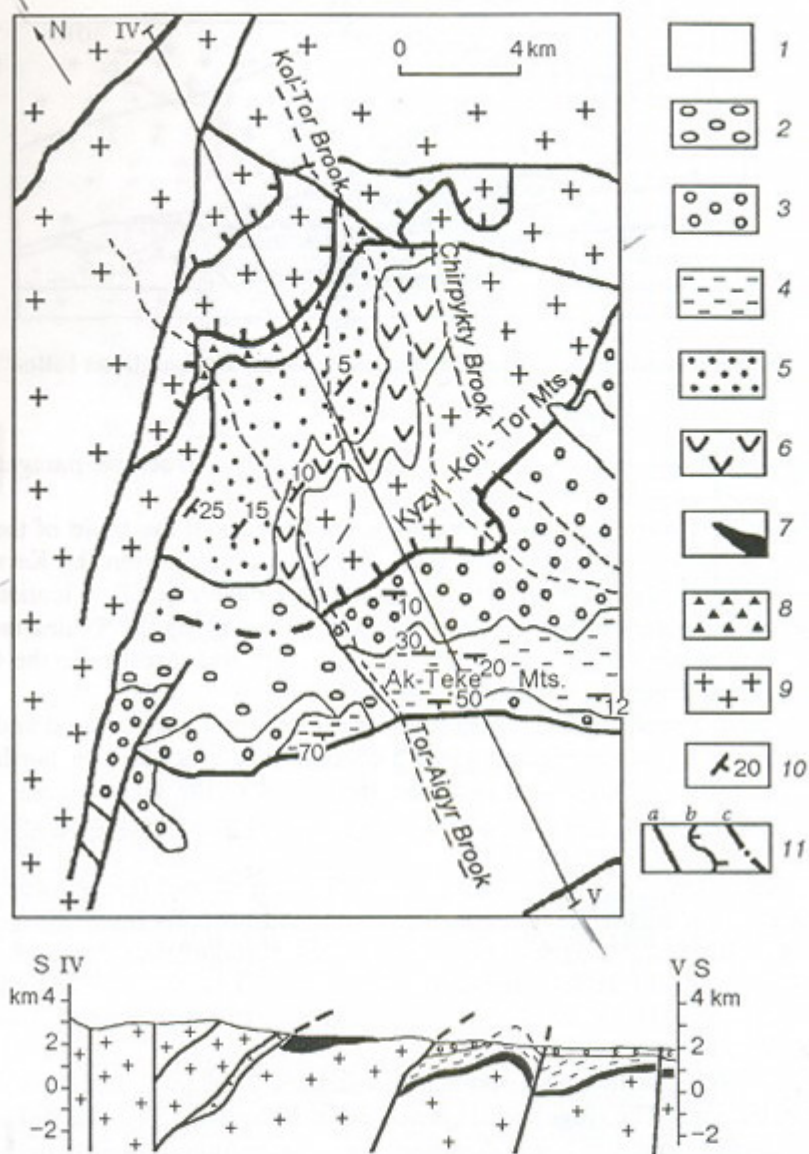 N IV
0 4 km
Kol'-Tor Brook
Chirpykty Brook
5
Kyzyl-Kol'-Tor Mts.
10
25 15
10
30
20
Ak-Teke Mts.
50
12
70
Tor-Aigyr Brook
V
1
2
3
4
5
6
7
8
9
20 10
a b c
11
S IV V S
km 4 4 km
2 2
0 0
-2 -2